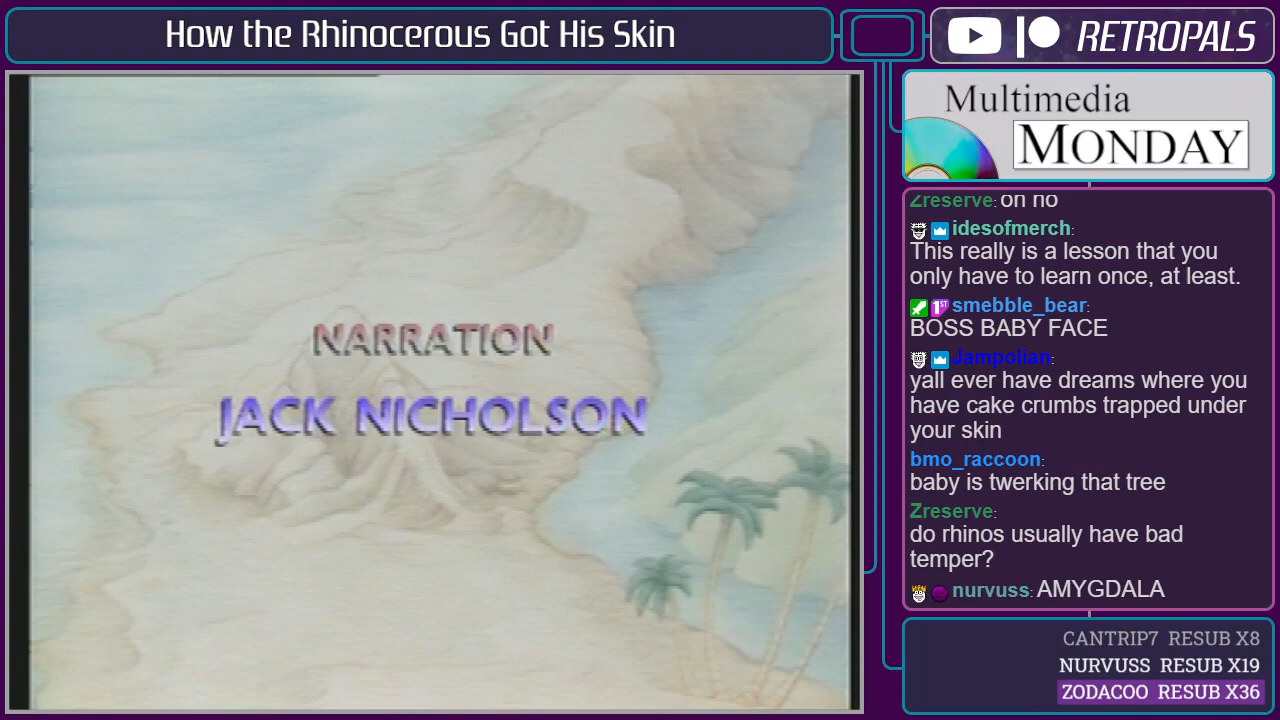 How the Rhinocerous Got His Skin
RETROPALS
Multimedia
MONDAY
NARRATION
JACK NICHOLSON
Zreserve: oh no
idesofmerch:
This really is a lesson that you
only have to learn once, at least.
1ST smebble_bear:
BOSS BABY FACE
Jampolian:
yall ever have dreams where you
have cake crumbs trapped under
your skin
bmo_raccoon:
baby is twerking that tree
Zreserve:
do rhinos usually have bad
temper?
nurvuss: AMYGDALA
CANTRIP7 RESUB X8
NURVUSS RESUB X19
ZODACOO RESUB X36